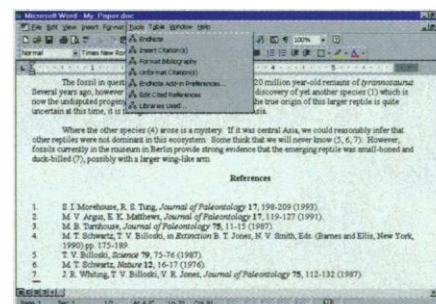 Microsoft Word - My Paper.doc
File Edit View Insert Format Tools Table Window Help
Normal Times New Ro
100%
Endnote
Insert Citation(s)
Format Bibliography
Unformat Citation(s)
Endnote Add-in Preferences...
Edit Cited References
Libraries Used...
The fossil in quest 20 million year-old remains of tyrannosaurus
Several years ago, however discovery of yet another species (1) which is
now the undisputed progen the true origin of this larger reptile is quite
uncertain at this time, it is Asia.
Where the other species (4) arose is a mystery. If it was central Asia, we could reasonably infer that
other reptiles were not dominant in this ecosystem. Some think that we will never know (5, 6, 7). However,
fossils currently in the museum in Berlin provide strong evidence that the emerging reptile was small-boned and
duck-billed (7), possibly with a larger wing-like arm.
References
1. S. I. Morehouse, R. S. Tung, Journal of Paleontology 17, 198-209 (1993).
2. M. V. Argus, E. K. Matthews, Journal of Paleontology 17, 119-127 (1991).
3. M. B. Turnhouse, Journal of Paleontology 75, 11-15 (1987).
4. M. T. Schwartz, T. V. Billoski, in Extinction B. T. Jones, N. V. Smith, Eds. (Barnes and Ellis, New York,
1990) pp. 175-189.
5. T. V. Billoski, Science 79, 75-76 (1987).
6. M. T. Schwartz, Nature 12, 16-17 (1976).
7. J. R. Whiting, T. V. Billoski, V. R. Jones, Journal of Paleontology 75, 112-132 (1987).
Page 1 Sec 1